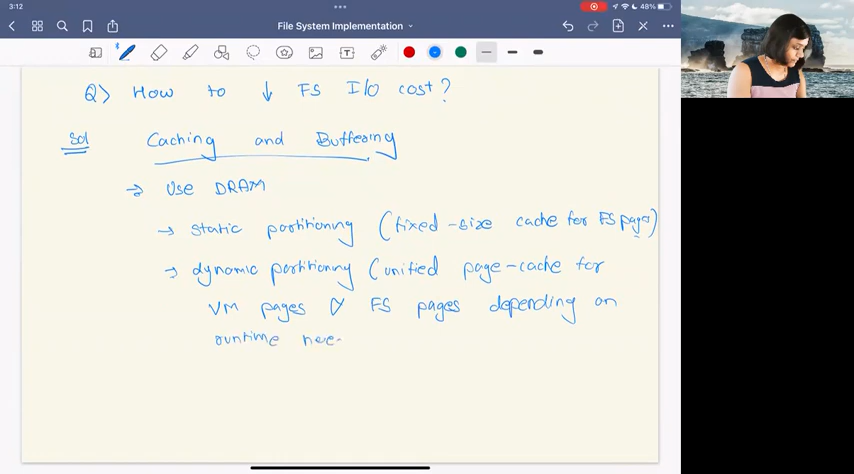 3:12
48%
File System Implementation
Q> How to ↓ FS I/O cost?
Sol Caching and Buffering
→ Use DRAM
→ static partitioning (fixed-size cache for FS pages)
→ dynamic partitioning (unified page-cache for
VM pages & FS pages depending on
runtime nee